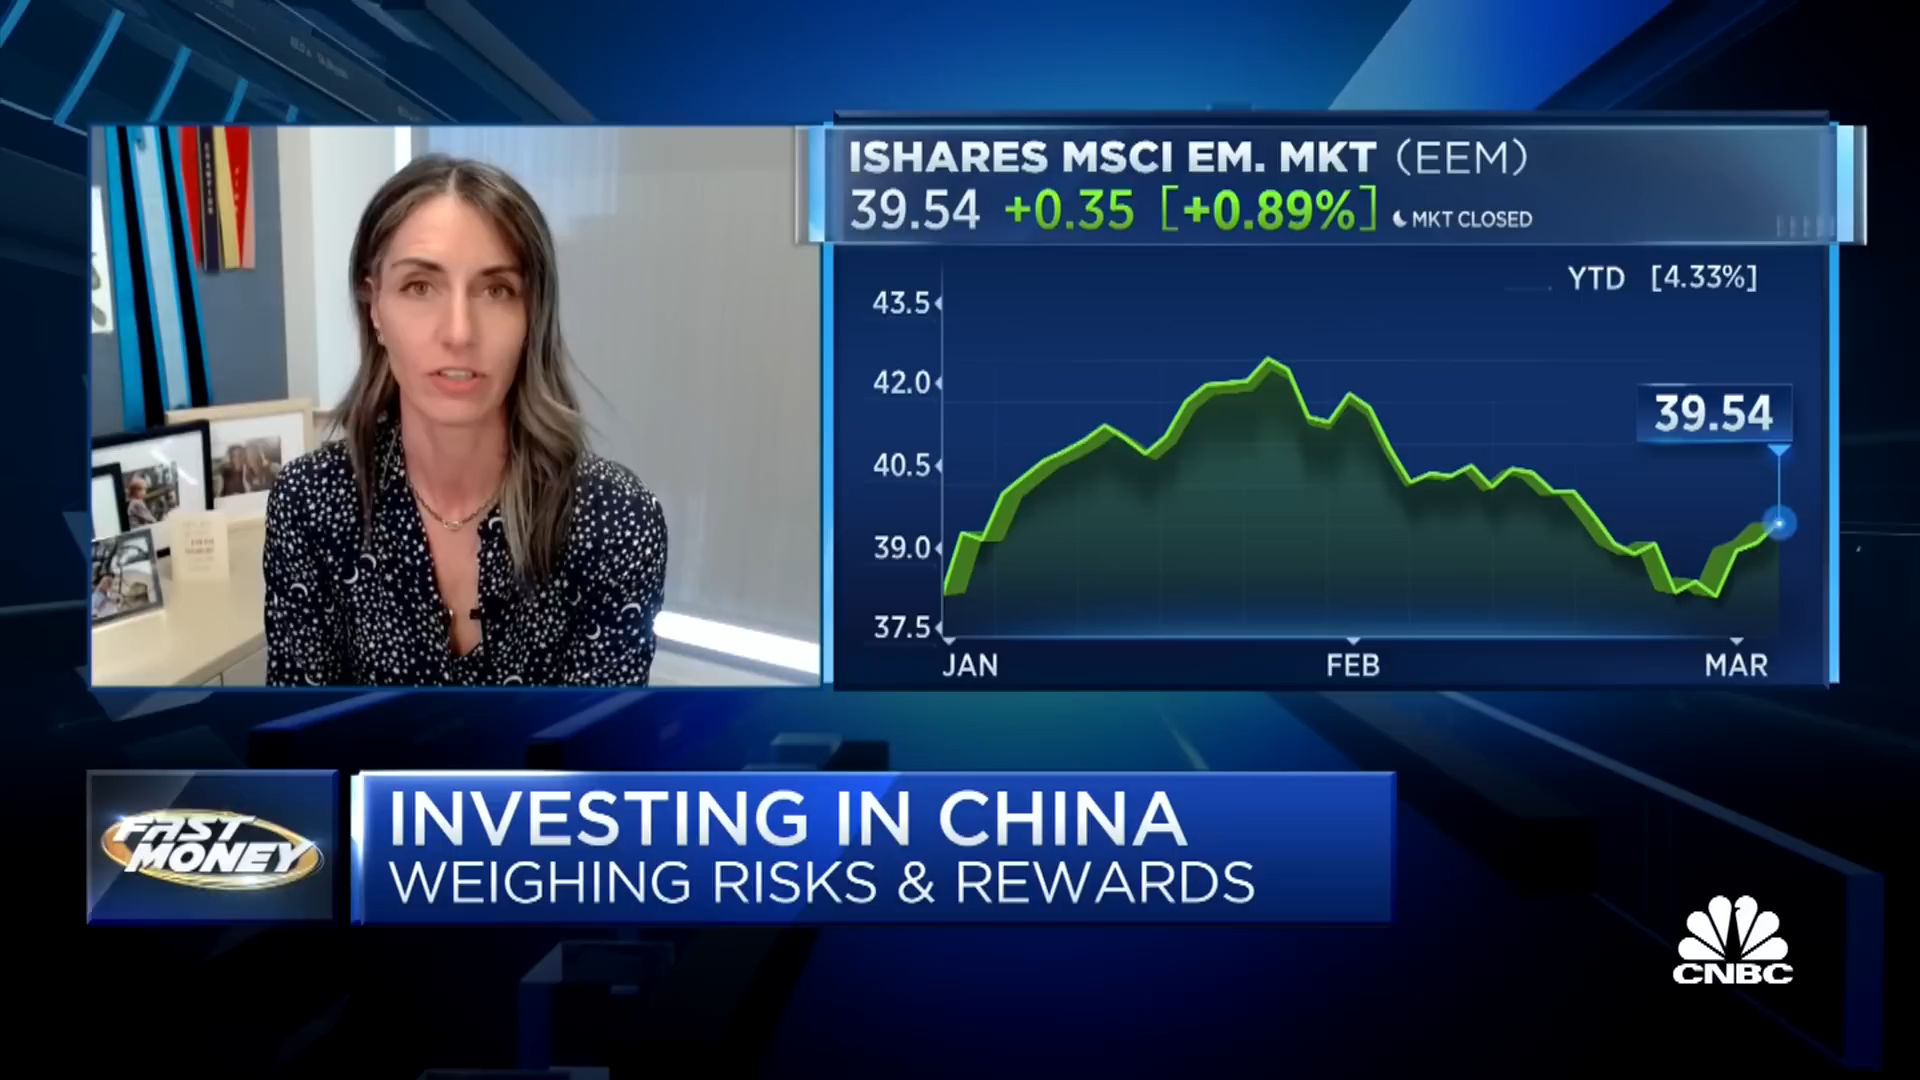 ISHARES MSCI EM. MKT (EEM)
39.54 +0.35 [+0.89%] MKT CLOSED
YTD [4.33%]
43.5
42.0
40.5
39.0
37.5
39.54
JAN FEB MAR
FAST
MONEY
INVESTING IN CHINA
WEIGHING RISKS & REWARDS
CNBC